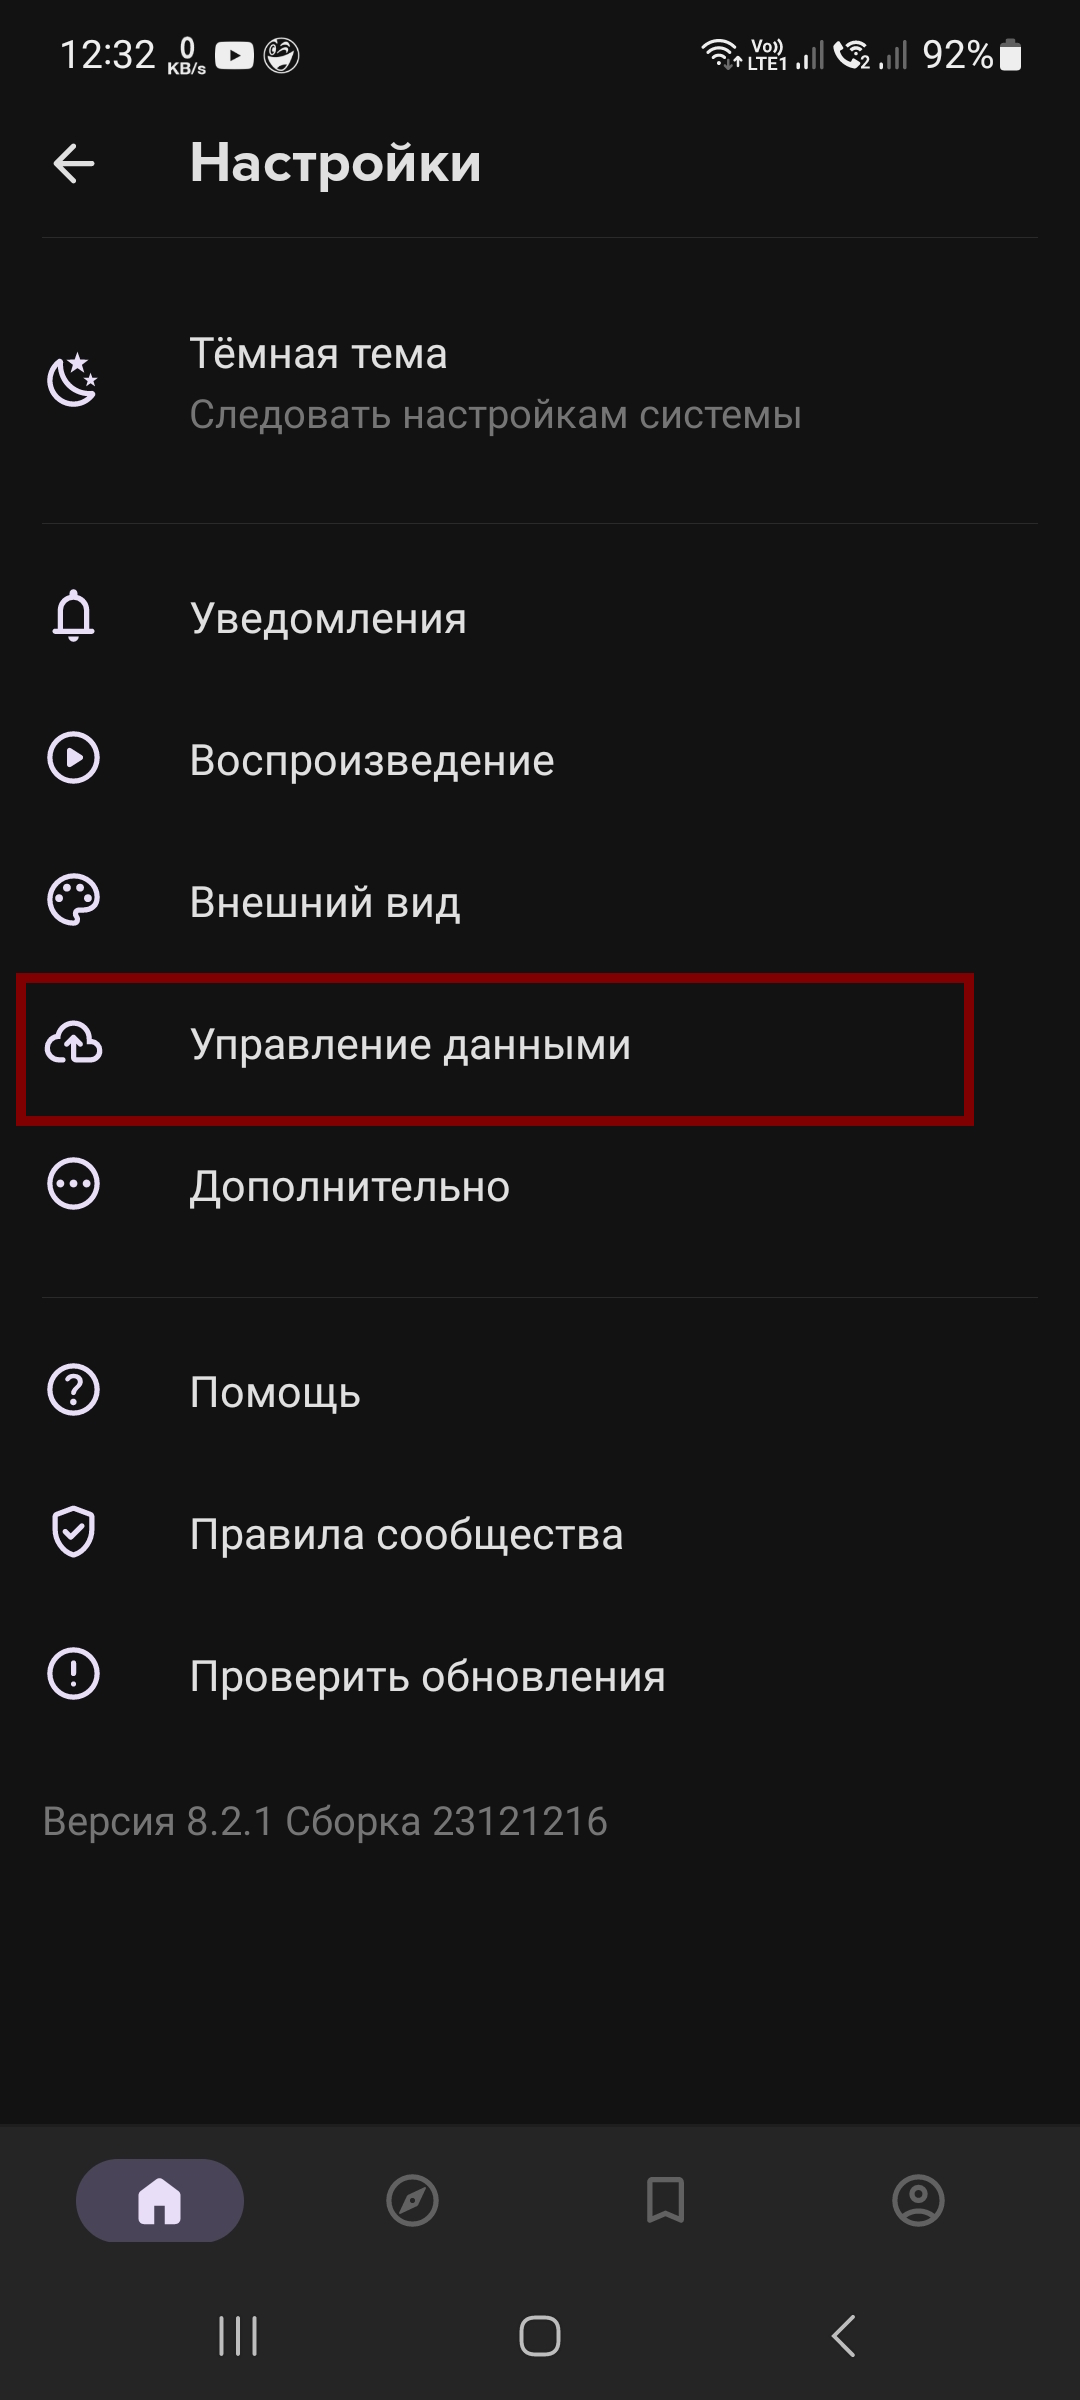 12:32 0 KB/s Vo)) LTE1 2 92%
Настройки
Тёмная тема
Следовать настройкам системы
Уведомления
Воспроизведение
Внешний вид
Управление данными
Дополнительно
Помощь
Правила сообщества
Проверить обновления
Версия 8.2.1 Сборка 23121216